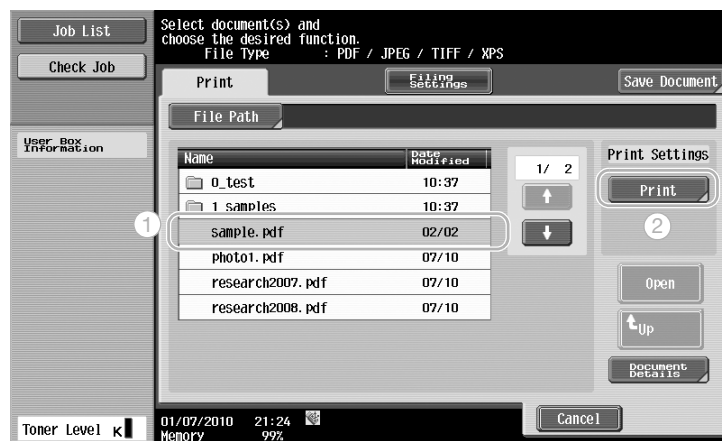 Job List
Check Job
Select document(s) and
choose the desired function.
File Type : PDF / JPEG / TIFF / XPS
Print
Filing
Settings
Save Document
File Path
User Box
Information
Name Date
Modified
1/ 2
Print Settings
0_test 10:37
1_samples 10:37
Print
1
sample.pdf 02/02
2
photo1.pdf 07/10
research2007.pdf 07/10
research2008.pdf 07/10
Open
Up
Document
Details
Toner Level K
01/07/2010 21:24
Memory 99%
Cancel